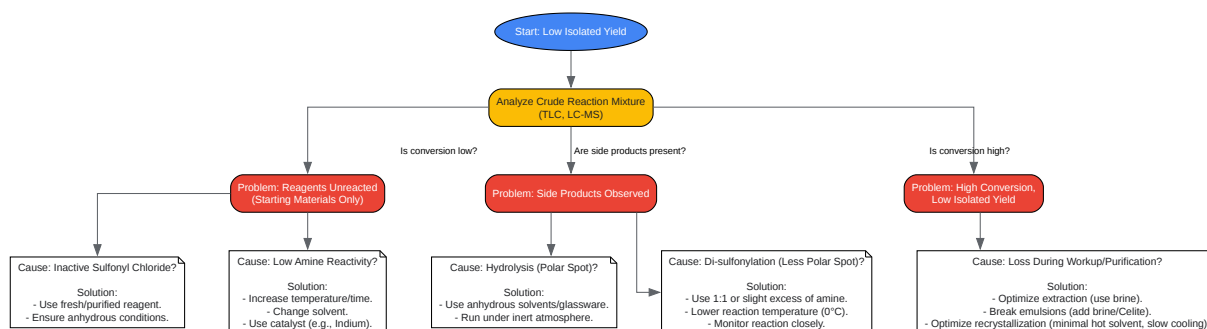 Start: Low Isolated Yield
Analyze Crude Reaction Mixture
(TLC, LC-MS)
Is conversion low?
Are side products present?
Is conversion high?
Problem: Reagents Unreacted
(Starting Materials Only)
Problem: Side Products Observed
Problem: High Conversion,
Low Isolated Yield
Cause: Inactive Sulfonyl Chloride?
Solution:
- Use fresh/purified reagent.
- Ensure anhydrous conditions.
Cause: Low Amine Reactivity?
Solution:
- Increase temperature/time.
- Change solvent.
- Use catalyst (e.g., Indium).
Cause: Hydrolysis (Polar Spot)?
Solution:
- Use anhydrous solvents/glassware.
- Run under inert atmosphere.
Cause: Di-sulfonylation (Less Polar Spot)?
Solution:
- Use 1:1 or slight excess of amine.
- Lower reaction temperature (0°C).
- Monitor reaction closely.
Cause: Loss During Workup/Purification?
Solution:
- Optimize extraction (use brine).
- Break emulsions (add brine/Celite).
- Optimize recrystallization (minimal hot solvent, slow cooling).